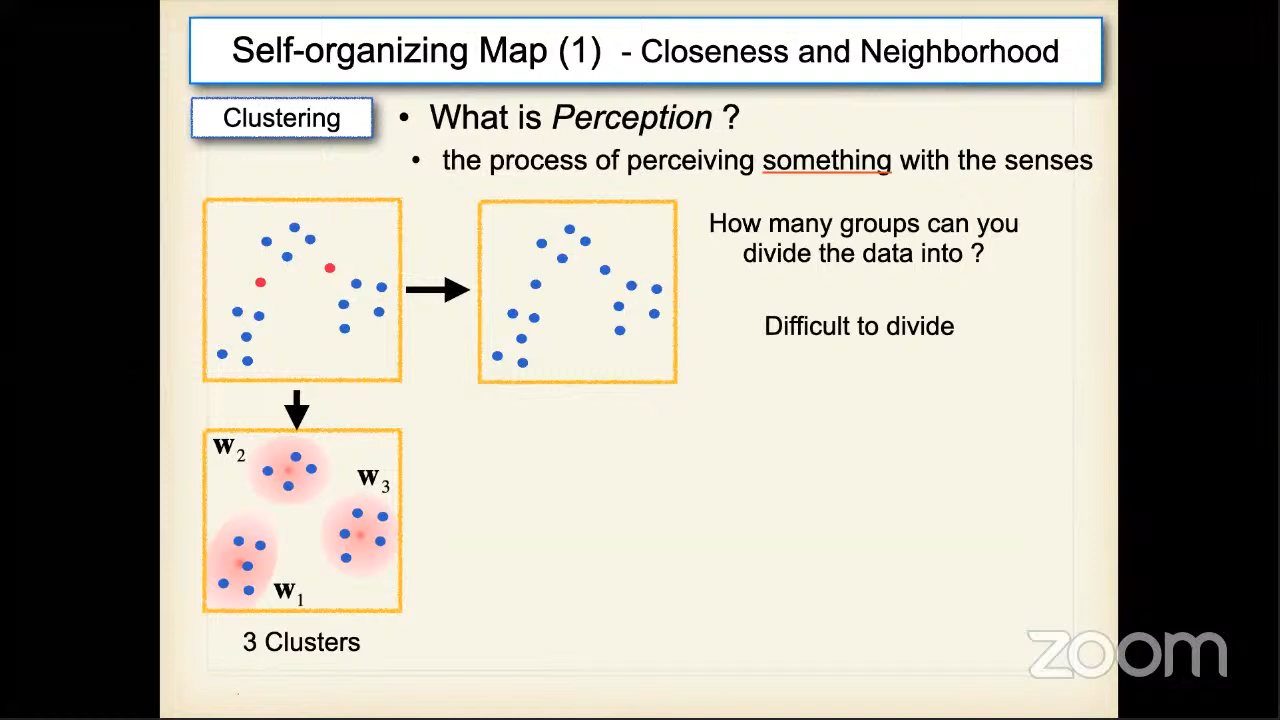 Self-organizing Map (1) - Closeness and Neighborhood
Clustering
• What is Perception ?
• the process of perceiving something with the senses
How many groups can you
divide the data into ?
Difficult to divide
w2
w3
w1
3 Clusters
zoom